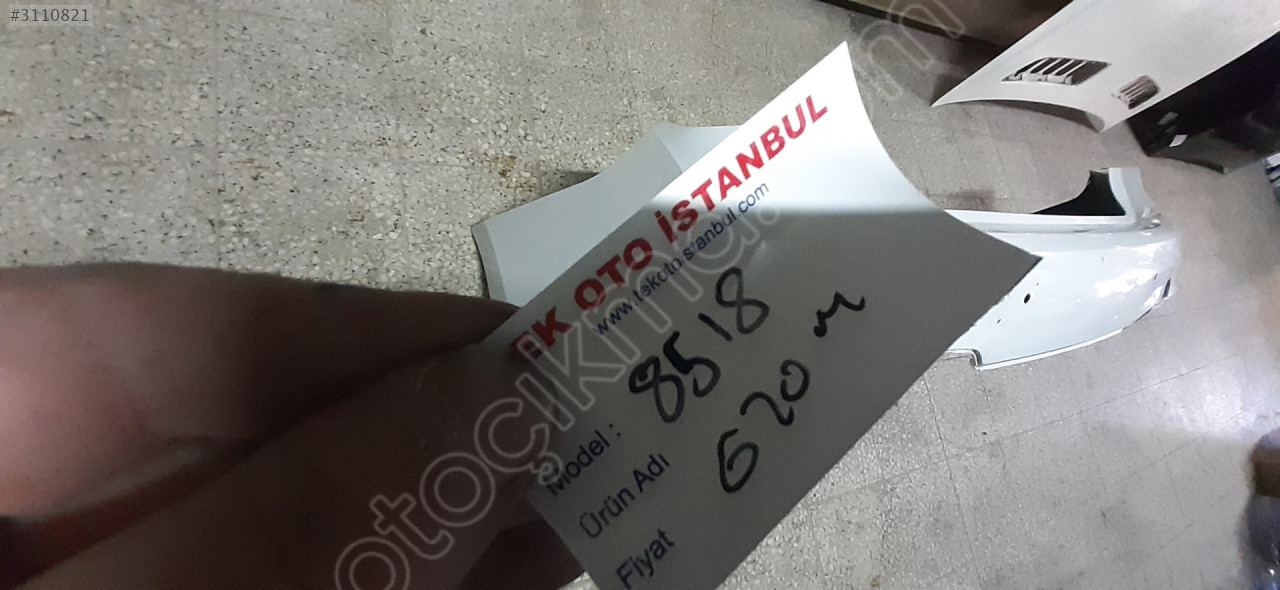 #3110821
EK OTO İSTANBUL
www.tekotoistanbul.com
Model : 8518
Ürün Adı 620 M
Fiyat
otoçıkma.com